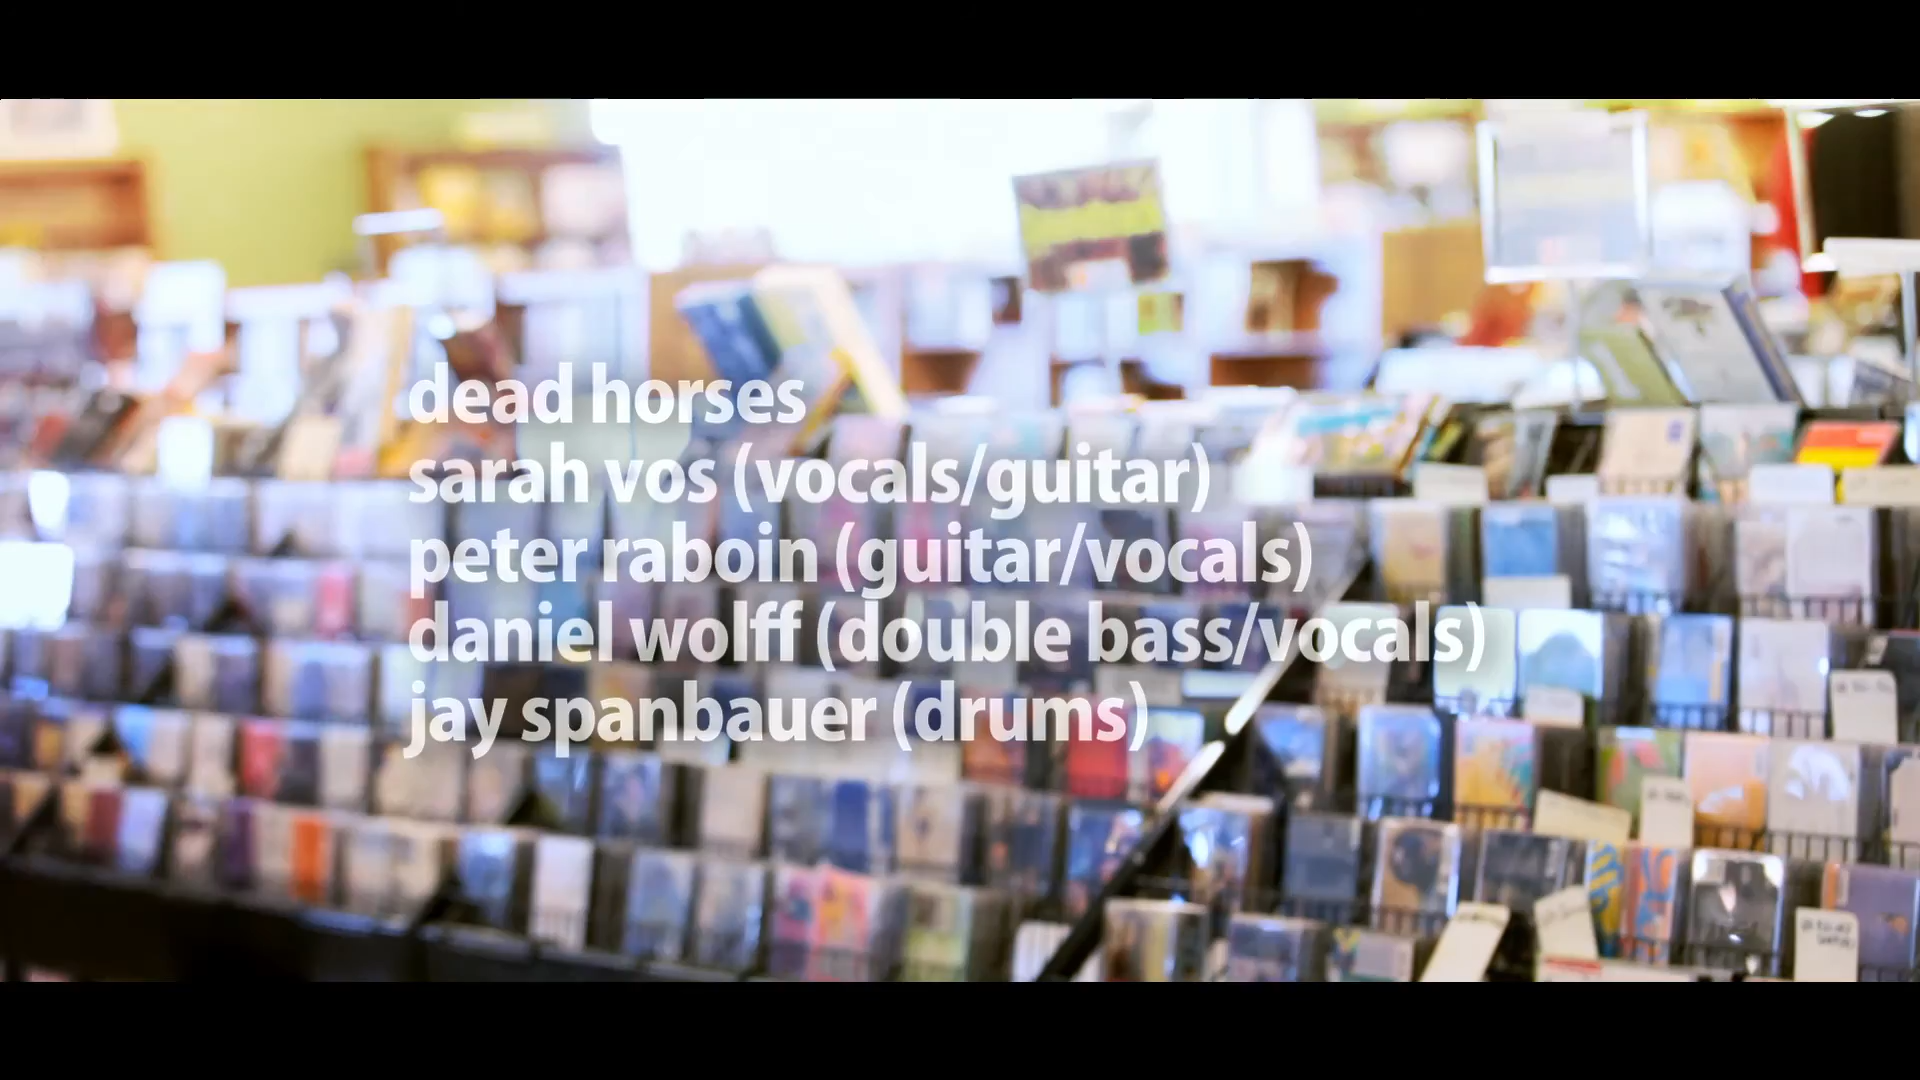 dead horses
sarah vos (vocals/guitar)
peter raboin (guitar/vocals)
daniel wolff (double bass/vocals)
jay spanbauer (drums)